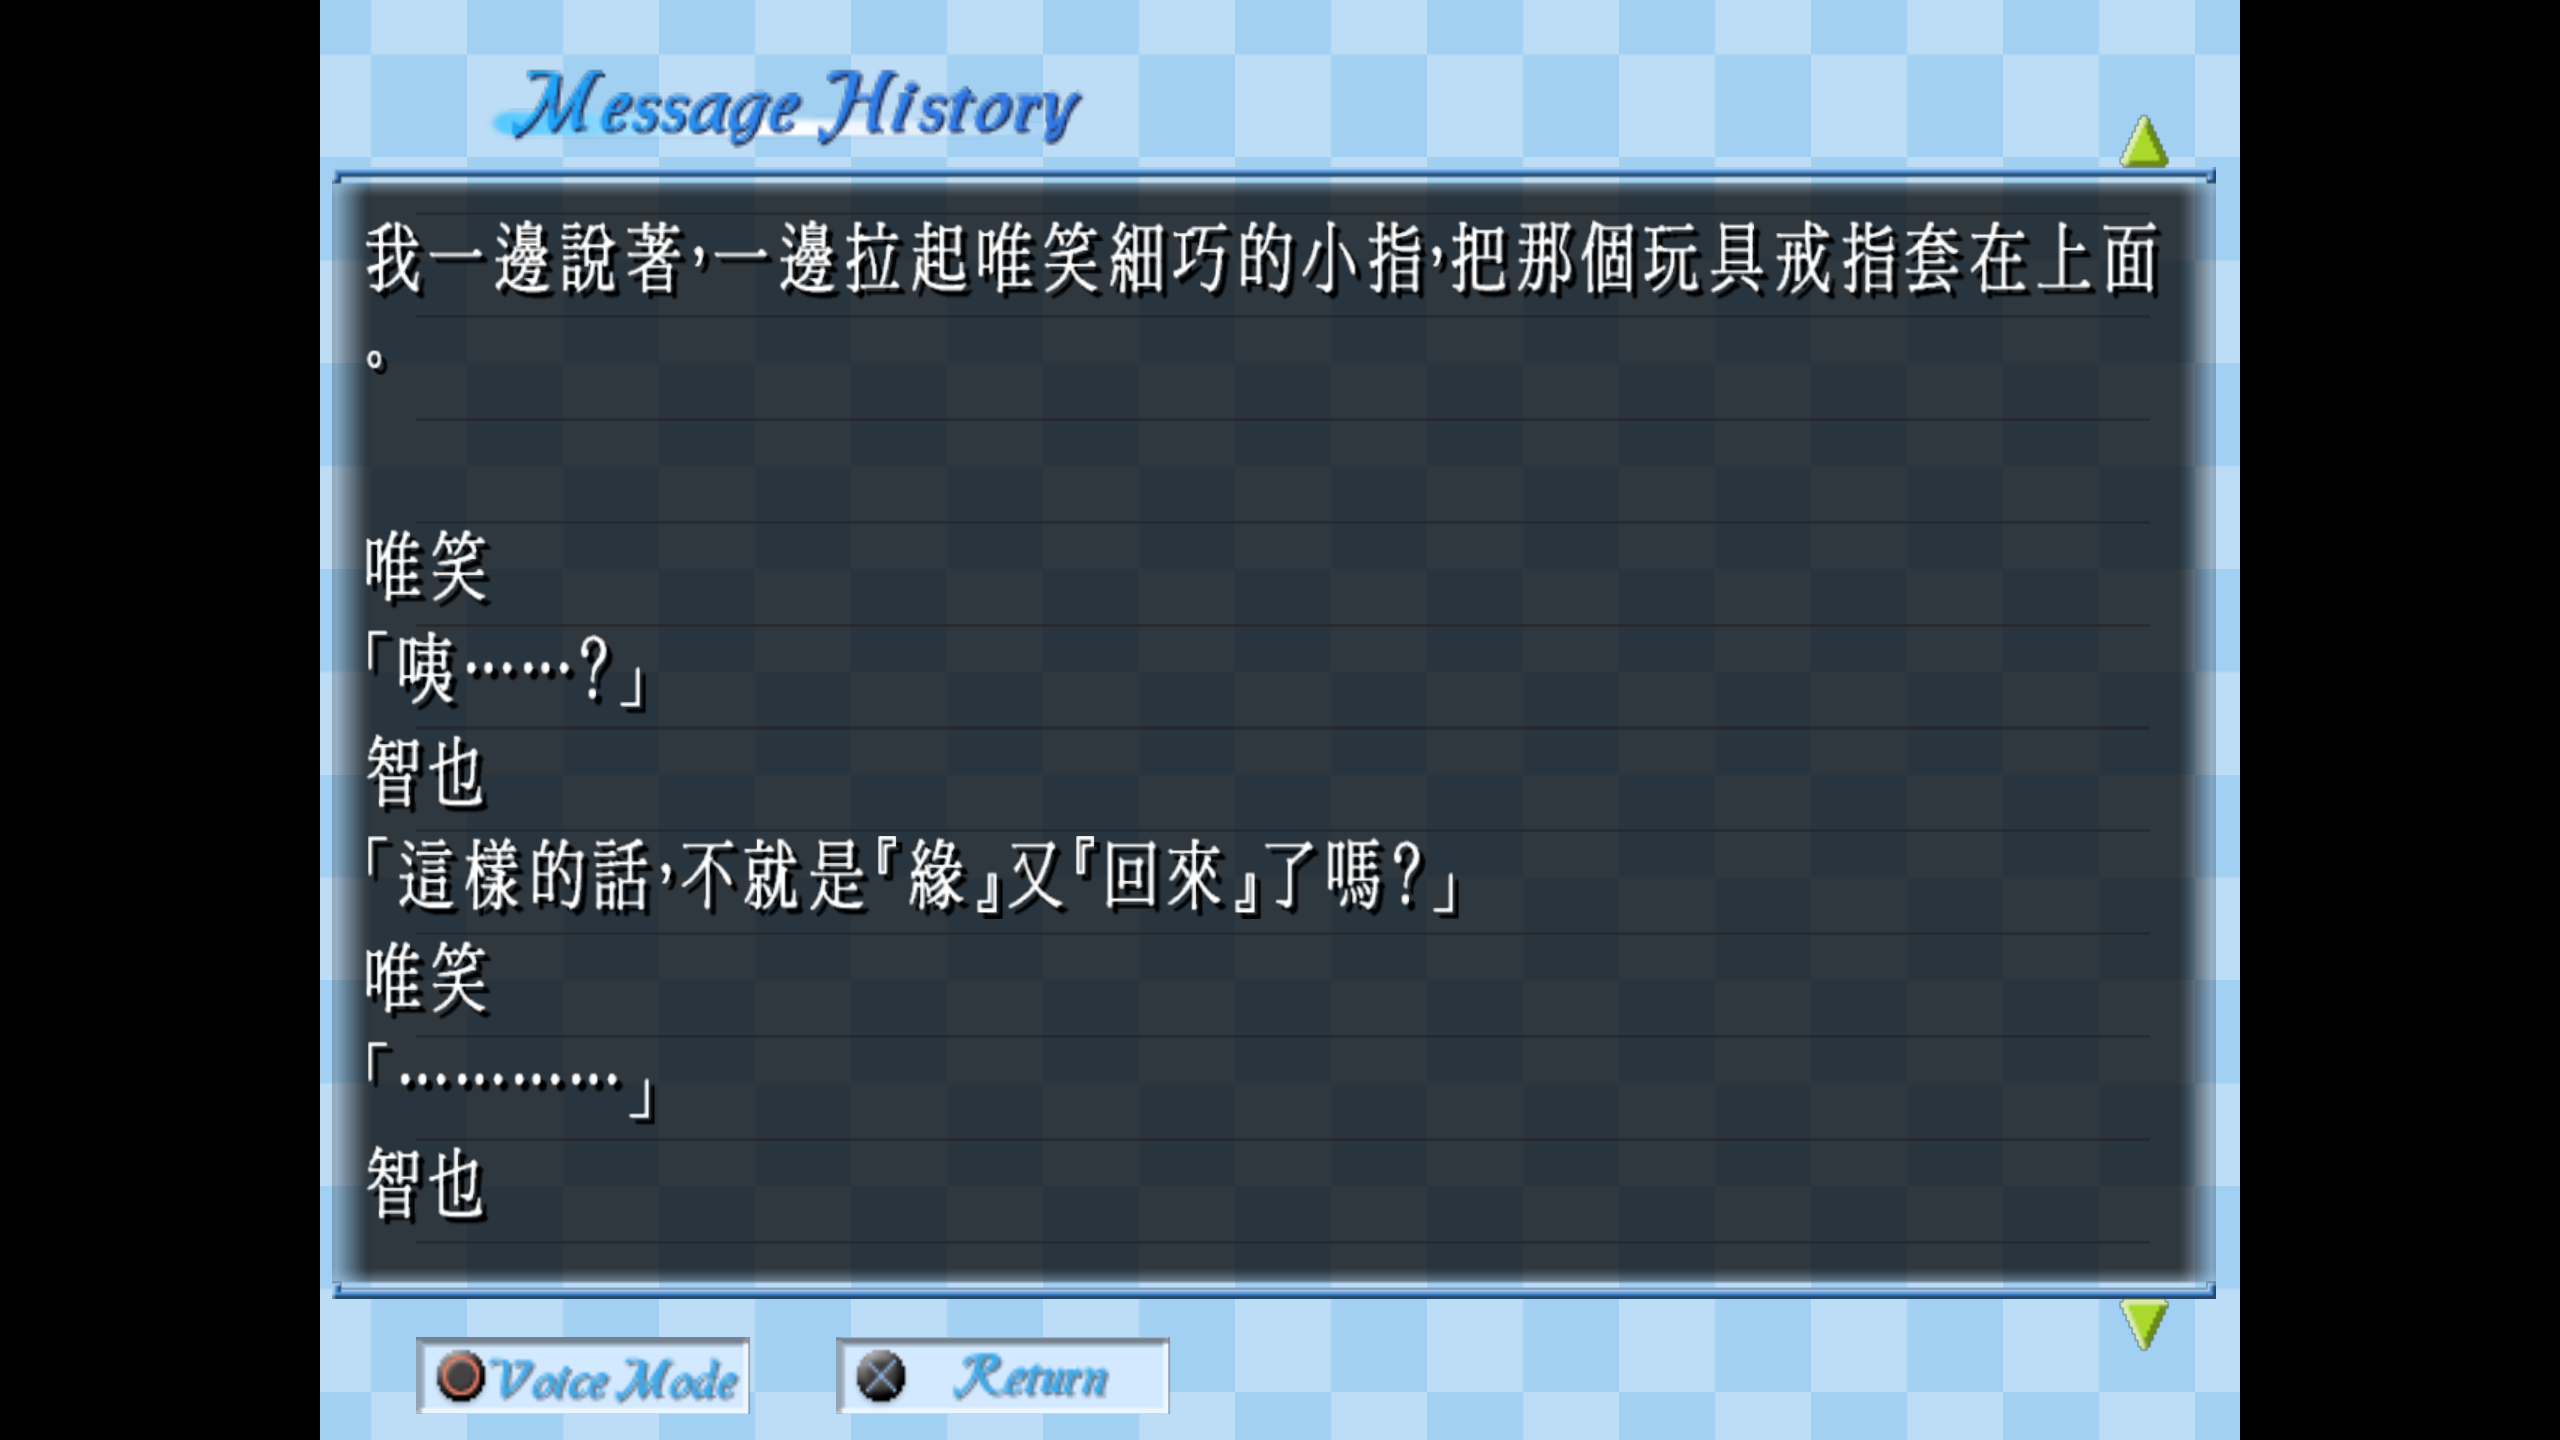 Message History
我一邊說著，一邊拉起唯笑細巧的小指，把那個玩具戒指套在上面
。
唯笑
「咦……？」
智也
「這樣的話，不就是『緣』又『回來』了嗎？」
唯笑
「…………」
智也
Voice Mode
Return